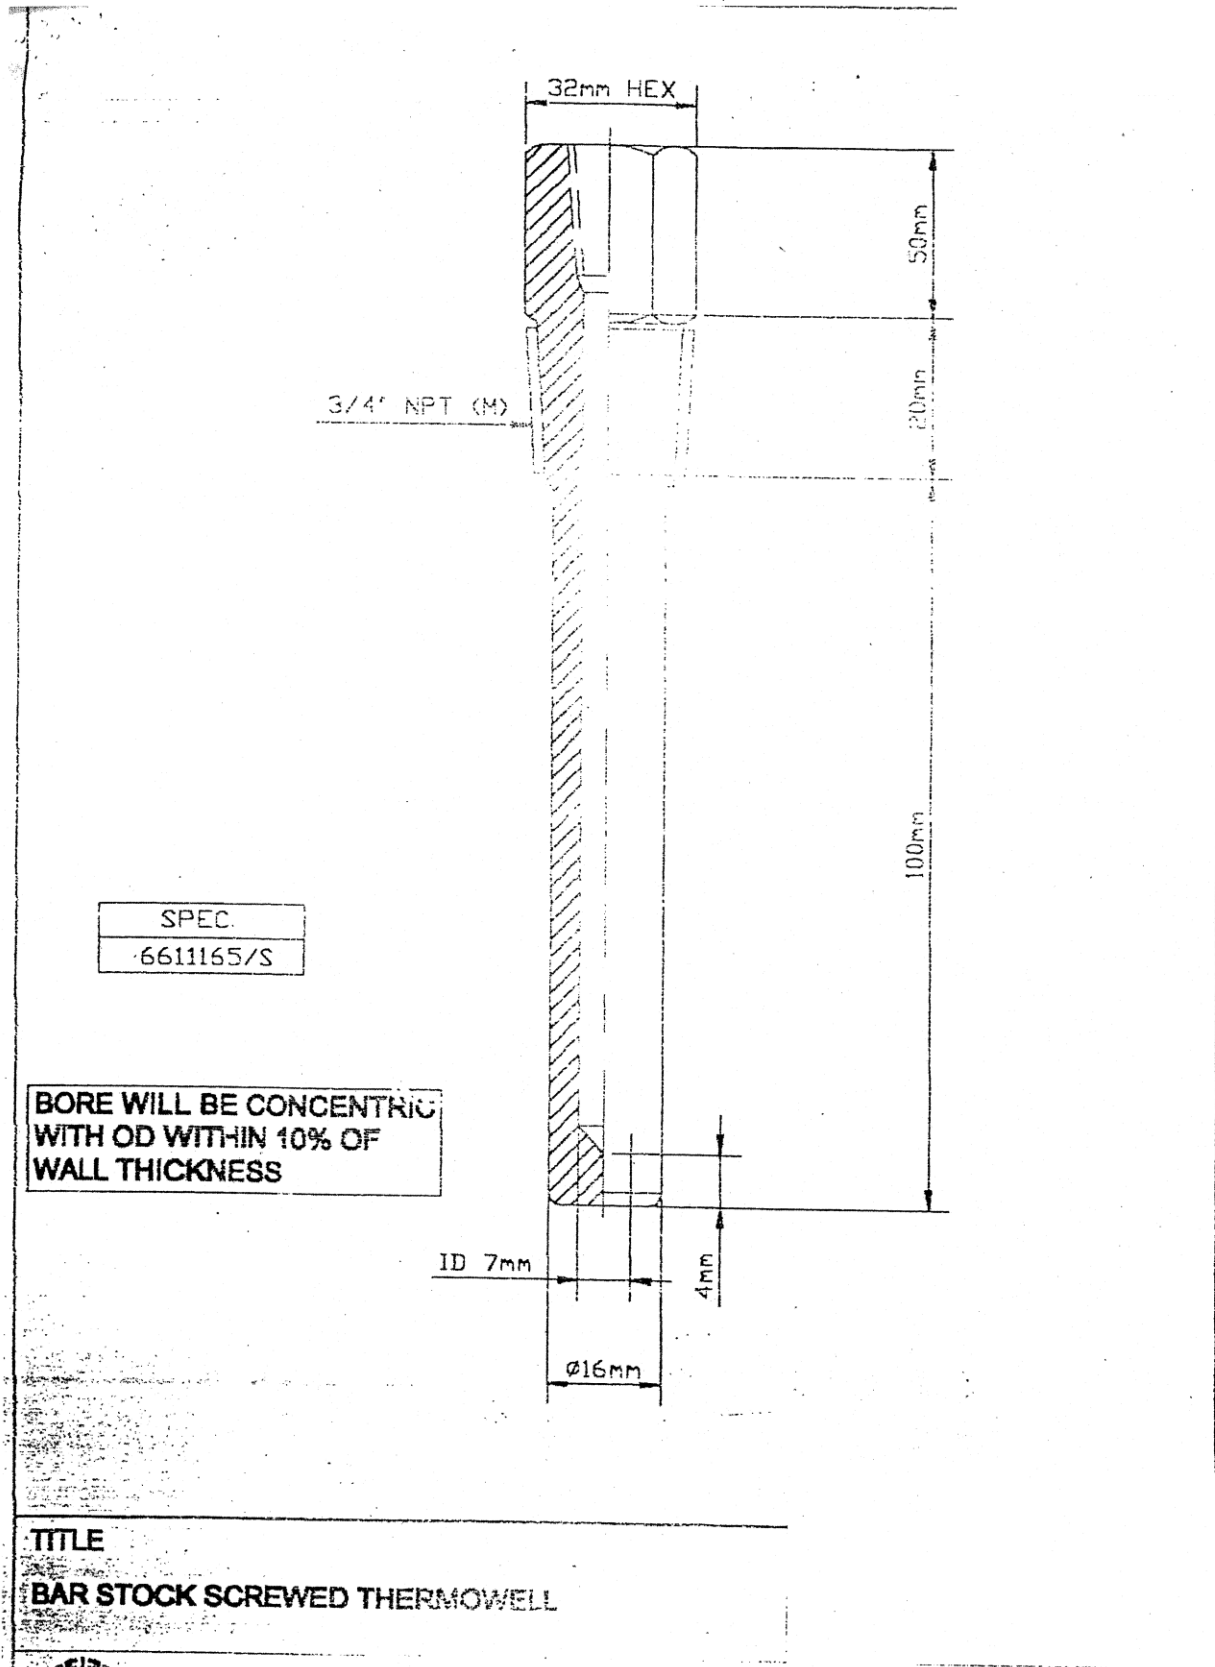 32mm HEX
50mm
3/4" NPT (M)
20mm
100mm
SPEC.
6611165/S
BORE WILL BE CONCENTRIC
WITH OD WITHIN 10% OF
WALL THICKNESS
ID 7mm
4mm
Ø16mm
TITLE
BAR STOCK SCREWED THERMOWELL